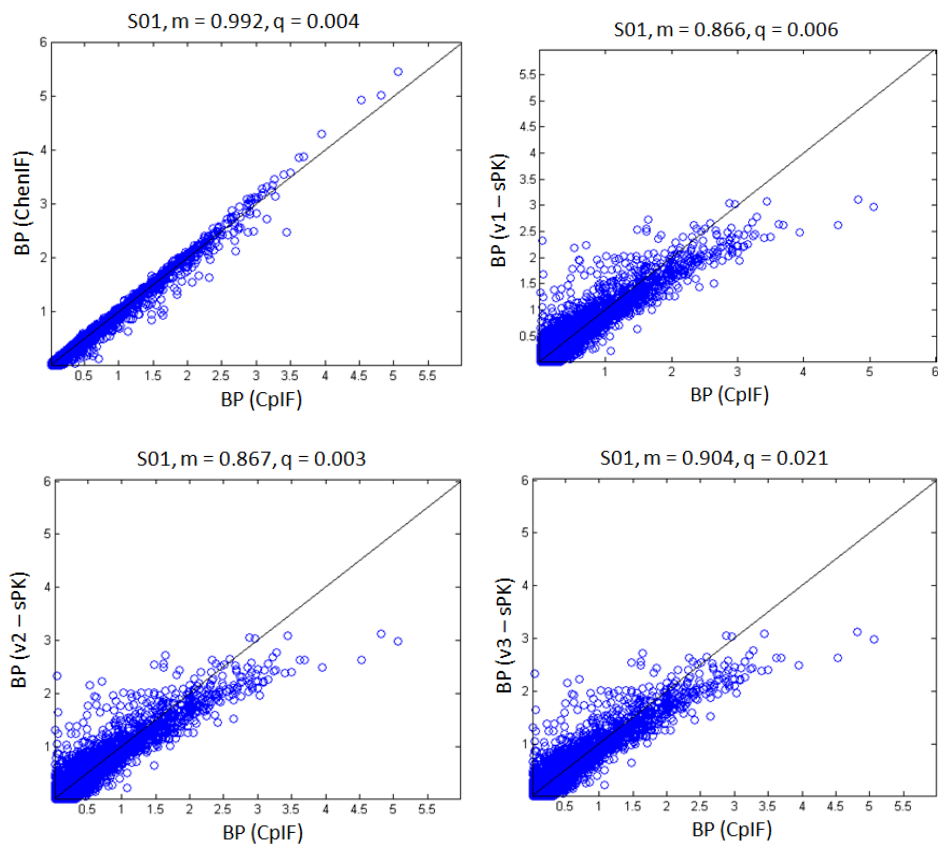 S01, m = 0.992, q = 0.004
6
5
4
3
2
1
BP (ChenIF)
0.5 1 1.5 2 2.5 3 3.5 4 4.5 5 5.5
BP (CpIF)
S01, m = 0.866, q = 0.006
5.5
5
4.5
4
3.5
3
2.5
2
1.5
1
0.5
BP (v1 – sPK)
1 2 3 4 5 6
BP (CpIF)
S01, m = 0.867, q = 0.003
6
5
4
3
2
1
BP (v2 – sPK)
0.5 1 1.5 2 2.5 3 3.5 4 4.5 5 5.5
BP (CpIF)
S01, m = 0.904, q = 0.021
6
5
4
3
2
1
BP (v3 – sPK)
0.5 1 1.5 2 2.5 3 3.5 4 4.5 5 5.5
BP (CpIF)